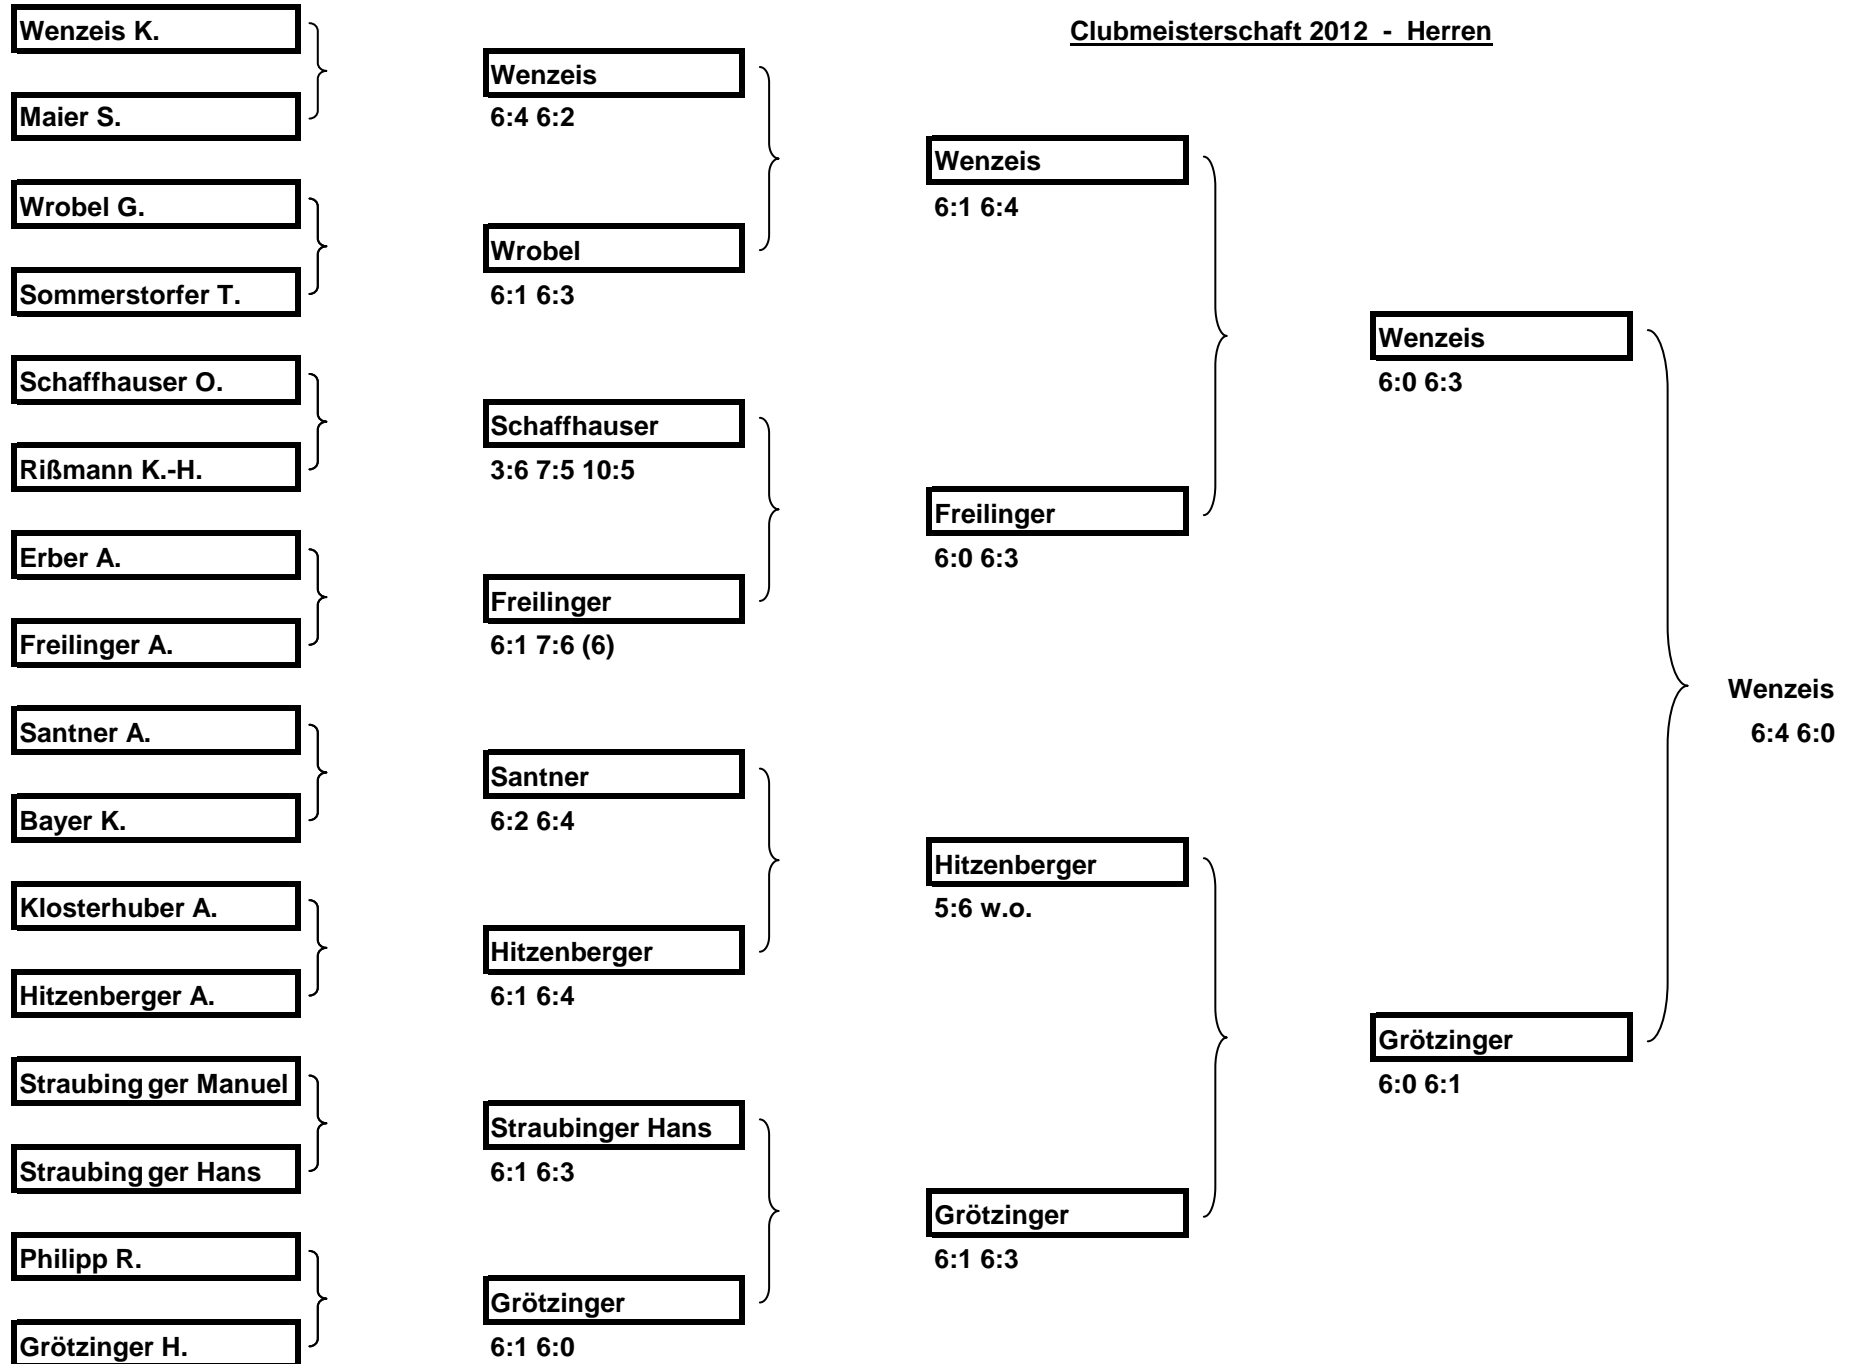 Clubmeisterschaft 2012 - Herren
Wenzeis K.
Maier S.
Wrobel G.
Sommerstorfer T.
Schaffhauser O.
Rißmann K.-H.
Erber A.
Freilinger A.
Santner A.
Bayer K.
Klosterhuber A.
Hitzenberger A.
Straubing ger Manuel
Straubing ger Hans
Philipp R.
Grötzinger H.
Wenzeis
6:4 6:2
Wrobel
6:1 6:3
Schaffhauser
3:6 7:5 10:5
Freilinger
6:1 7:6 (6)
Santner
6:2 6:4
Hitzenberger
6:1 6:4
Straubinger Hans
6:1 6:3
Grötzinger
6:1 6:0
Wenzeis
6:1 6:4
Freilinger
6:0 6:3
Hitzenberger
5:6 w.o.
Grötzinger
6:1 6:3
Wenzeis
6:0 6:3
Grötzinger
6:0 6:1
Wenzeis
6:4 6:0